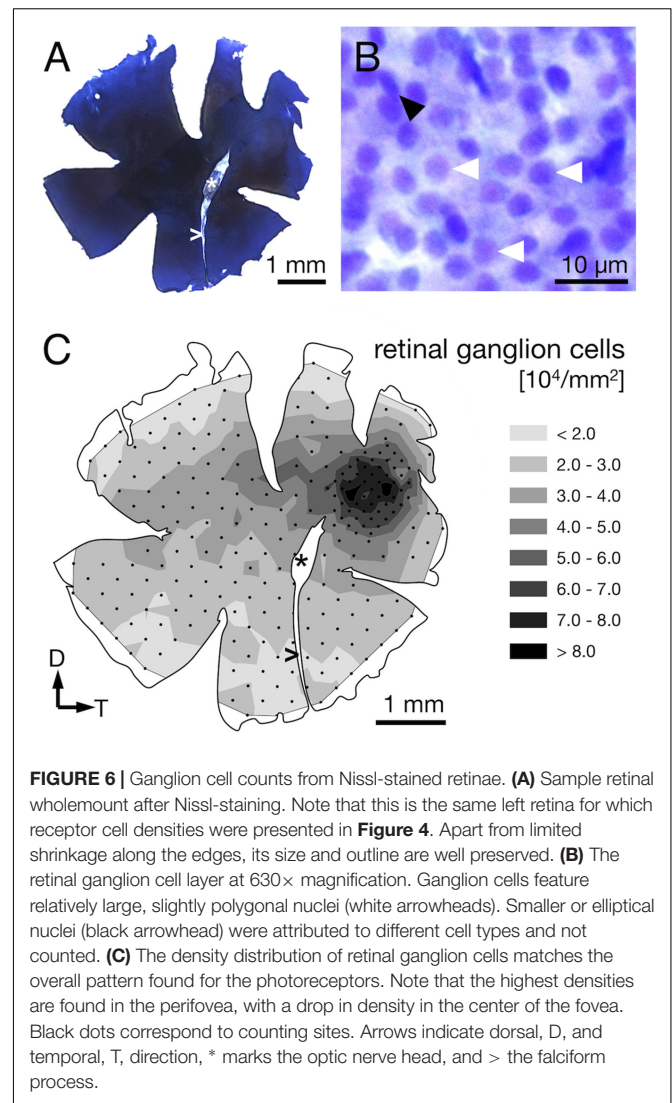 A
*
>
1 mm
B
10 µm
C
retinal ganglion cells
[10⁴/mm²]
< 2.0
2.0 - 3.0
3.0 - 4.0
4.0 - 5.0
5.0 - 6.0
6.0 - 7.0
7.0 - 8.0
> 8.0
*
>
D
T
1 mm
FIGURE 6 | Ganglion cell counts from Nissl-stained retinae. (A) Sample retinal
wholemount after Nissl-staining. Note that this is the same left retina for which
receptor cell densities were presented in Figure 4. Apart from limited
shrinkage along the edges, its size and outline are well preserved. (B) The
retinal ganglion cell layer at 630× magnification. Ganglion cells feature
relatively large, slightly polygonal nuclei (white arrowheads). Smaller or elliptical
nuclei (black arrowhead) were attributed to different cell types and not
counted. (C) The density distribution of retinal ganglion cells matches the
overall pattern found for the photoreceptors. Note that the highest densities
are found in the perifovea, with a drop in density in the center of the fovea.
Black dots correspond to counting sites. Arrows indicate dorsal, D, and
temporal, T, direction, * marks the optic nerve head, and > the falciform
process.